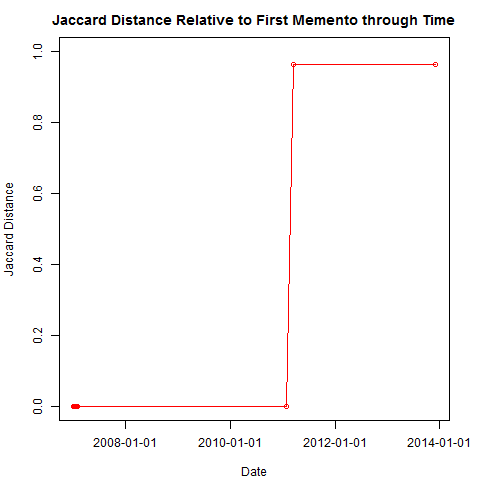 Jaccard Distance Relative to First Memento through Time
1.0
0.8
0.6
0.4
0.2
0.0
Jaccard Distance
2008-01-01 2010-01-01 2012-01-01 2014-01-01
Date